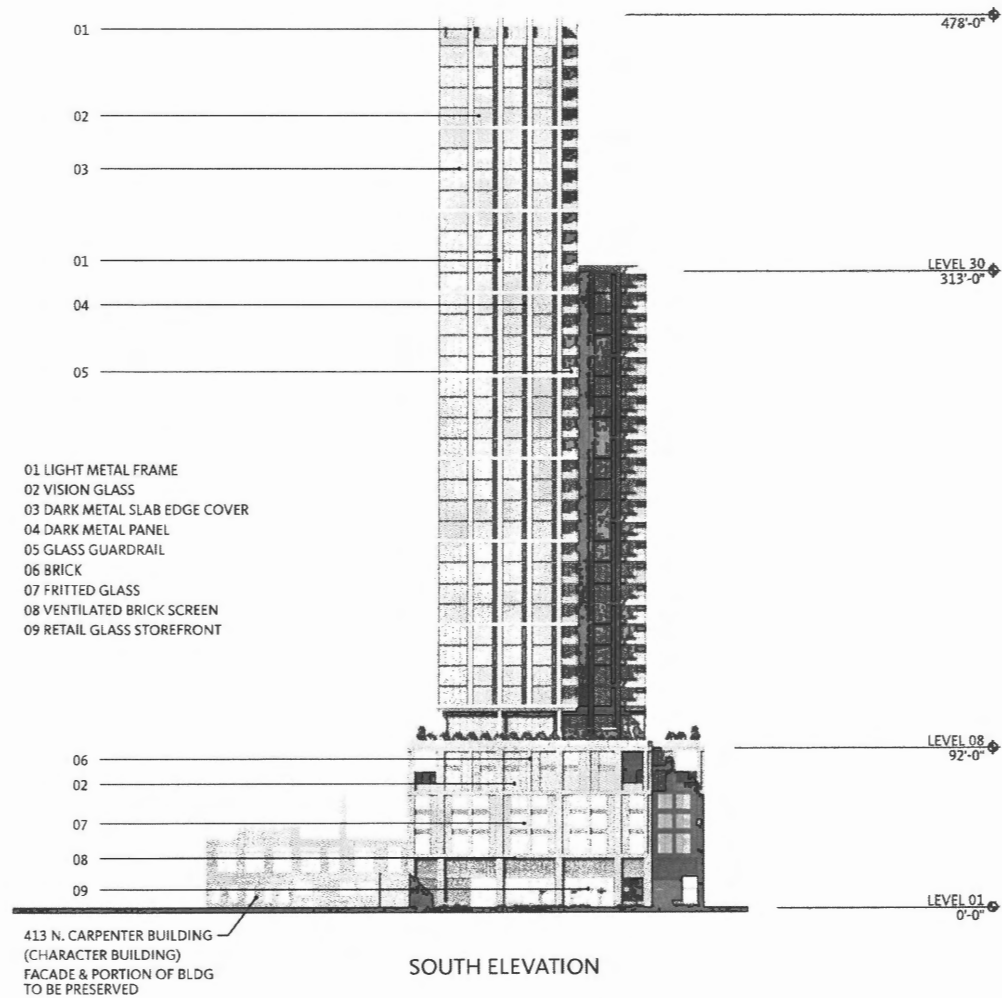 478'-0"
01
02
03
01
LEVEL 30
313'-0"
04
05
01 LIGHT METAL FRAME
02 VISION GLASS
03 DARK METAL SLAB EDGE COVER
04 DARK METAL PANEL
05 GLASS GUARDRAIL
06 BRICK
07 FRITTED GLASS
08 VENTILATED BRICK SCREEN
09 RETAIL GLASS STOREFRONT
LEVEL 08
92'-0"
06
02
07
08
09
LEVEL 01
0'-0"
413 N. CARPENTER BUILDING
(CHARACTER BUILDING)
FACADE & PORTION OF BLDG
TO BE PRESERVED
SOUTH ELEVATION